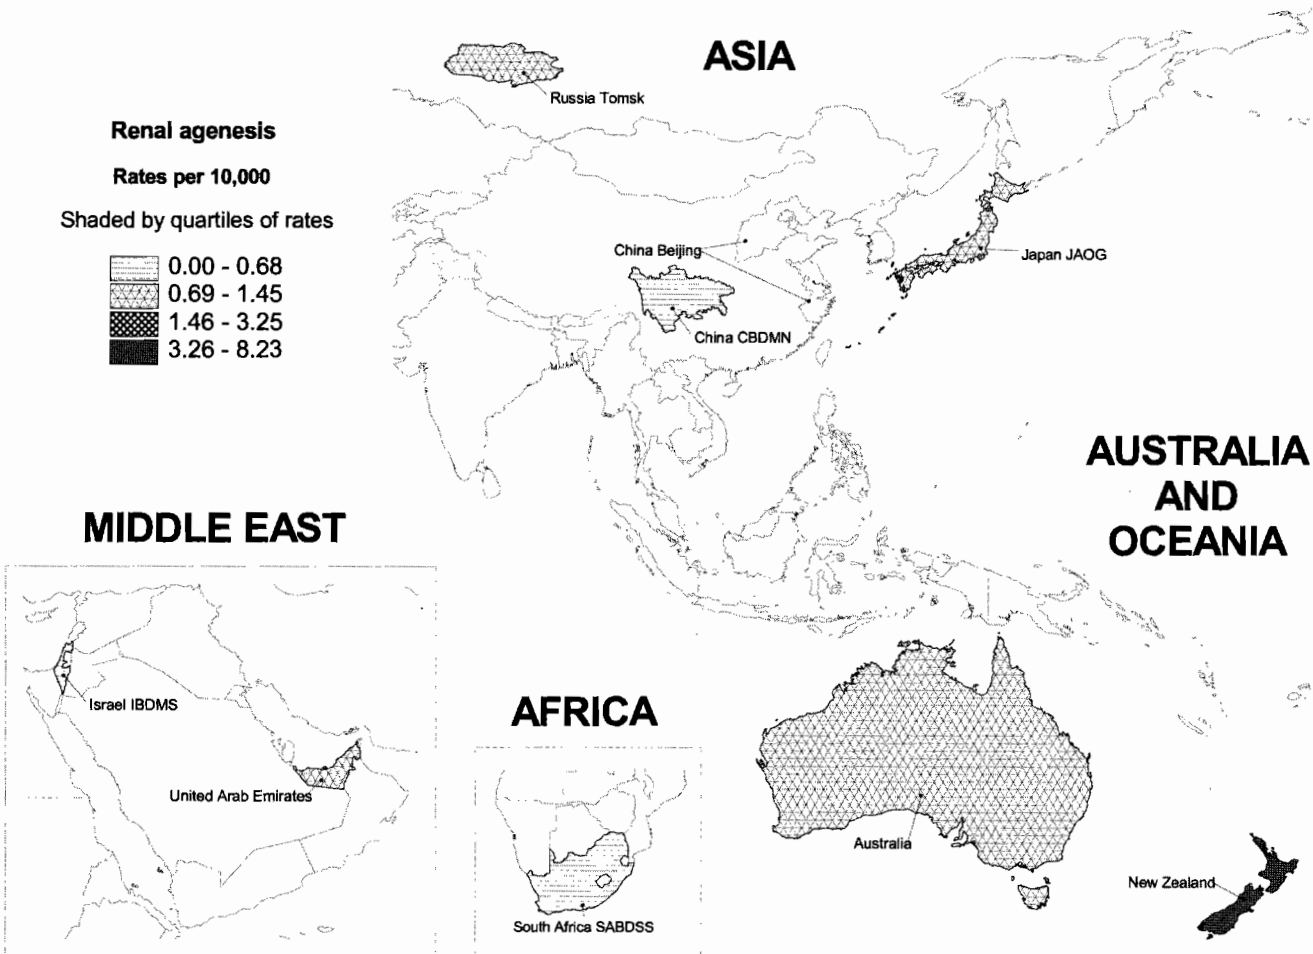 ASIA
Russia Tomsk
Renal agenesis
Rates per 10,000
Shaded by quartiles of rates
0.00 - 0.68
0.69 - 1.45
1.46 - 3.25
3.26 - 8.23
China Beijing
Japan JAOG
China CBDMN
AUSTRALIA
AND
OCEANIA
MIDDLE EAST
Israel IBDMS
United Arab Emirates
AFRICA
South Africa SABDSS
Australia
New Zealand